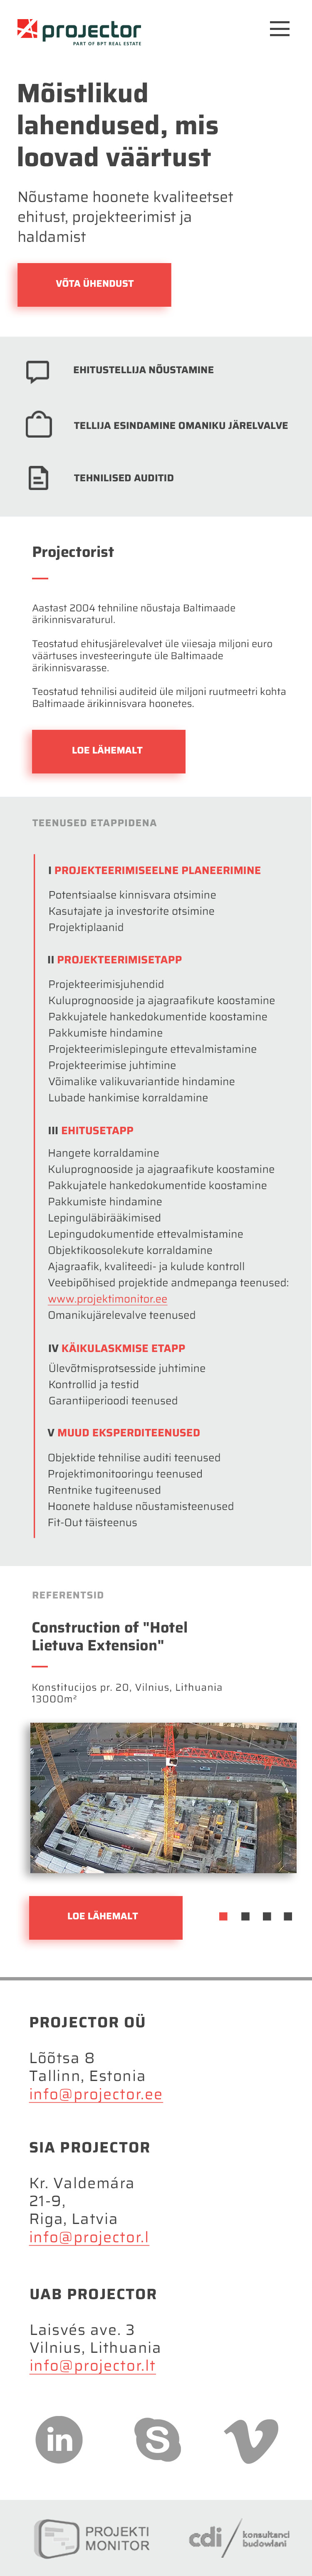 projector
PART OF BPT REAL ESTATE
Mõistlikud
lahendused, mis
loovad väärtust
Nõustame hoonete kvaliteetset
ehitust, projekteerimist ja
haldamist
VÕTA ÜHENDUST
EHITUSTELLIJA NÕUSTAMINE
TELLIJA ESINDAMINE OMANIKU JÄRELVALVE
TEHNILISED AUDITID
Projectorist
Aastast 2004 tehniline nõustaja Baltimaade
ärikinnisvaraturul.
Teostatud ehitusjärelevalvet üle viiesaja miljoni euro
väärtuses investeeringute üle Baltimaade
ärikinnisvarasse.
Teostatud tehnilisi auditeid üle miljoni ruutmeetri kohta
Baltimaade ärikinnisvara hoonetes.
LOE LÄHEMALT
TEENUSED ETAPPIDENA
I PROJEKTEERIMISEELNE PLANEERIMINE
Potentsiaalse kinnisvara otsimine
Kasutajate ja investorite otsimine
Projektiplaanid
II PROJEKTEERIMISETAPP
Projekteerimisjuhendid
Kuluprognooside ja ajagraafikute koostamine
Pakkujatele hankedokumentide koostamine
Pakkumiste hindamine
Projekteerimislepingute ettevalmistamine
Projekteerimise juhtimine
Võimalike valikuvariantide hindamine
Lubade hankimise korraldamine
III EHITUSETAPP
Hangete korraldamine
Kuluprognooside ja ajagraafikute koostamine
Pakkujatele hankedokumentide koostamine
Pakkumiste hindamine
Lepinguläbirääkimised
Lepingudokumentide ettevalmistamine
Objektikoosolekute korraldamine
Ajagraafik, kvaliteedi- ja kulude kontroll
Veebipõhised projektide andmepanga teenused:
www.projektimonitor.ee
Omanikujärelvalve teenused
IV KÄIKULASKMISE ETAPP
Ülevõtmisprotsesside juhtimine
Kontrollid ja testid
Garantiiperioodi teenused
V MUUD EKSPERDITEENUSED
Objektide tehnilise auditi teenused
Projektimonitooringu teenused
Rentnike tugiteenused
Hoonete halduse nõustamisteenused
Fit-Out täisteenus
REFERENTSID
Construction of "Hotel
Lietuva Extension"
Konstitucijos pr. 20, Vilnius, Lithuania
13000m²
LOE LÄHEMALT
PROJECTOR OÜ
Lõõtsa 8
Tallinn, Estonia
info@projector.ee
SIA PROJECTOR
Kr. Valdemára
21-9,
Riga, Latvia
info@projector.l
UAB PROJECTOR
Laisvés ave. 3
Vilnius, Lithuania
info@projector.lt
in S
PROJEKTI
MONITOR
cdi konsultanci
budowlani